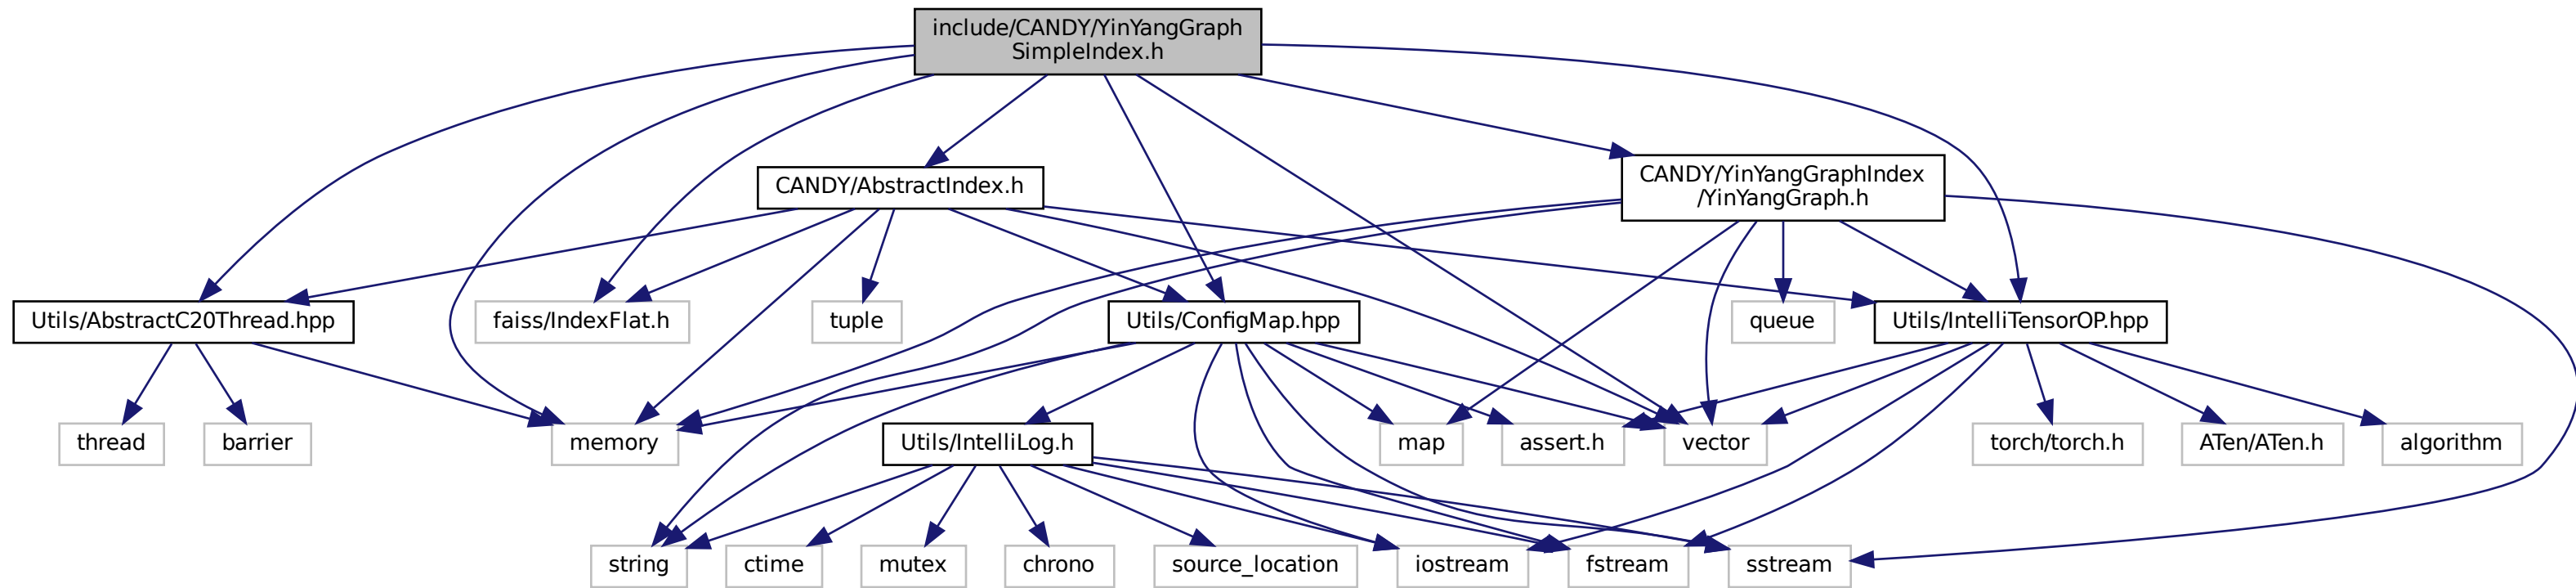 include/CANDY/YinYangGraph
SimpleIndex.h
CANDY/AbstractIndex.h
CANDY/YinYangGraphIndex
/YinYangGraph.h
Utils/AbstractC20Thread.hpp
faiss/IndexFlat.h
tuple
Utils/ConfigMap.hpp
queue
Utils/IntelliTensorOP.hpp
thread
barrier
memory
Utils/IntelliLog.h
map
assert.h
vector
torch/torch.h
ATen/ATen.h
algorithm
string
ctime
mutex
chrono
source_location
iostream
fstream
sstream